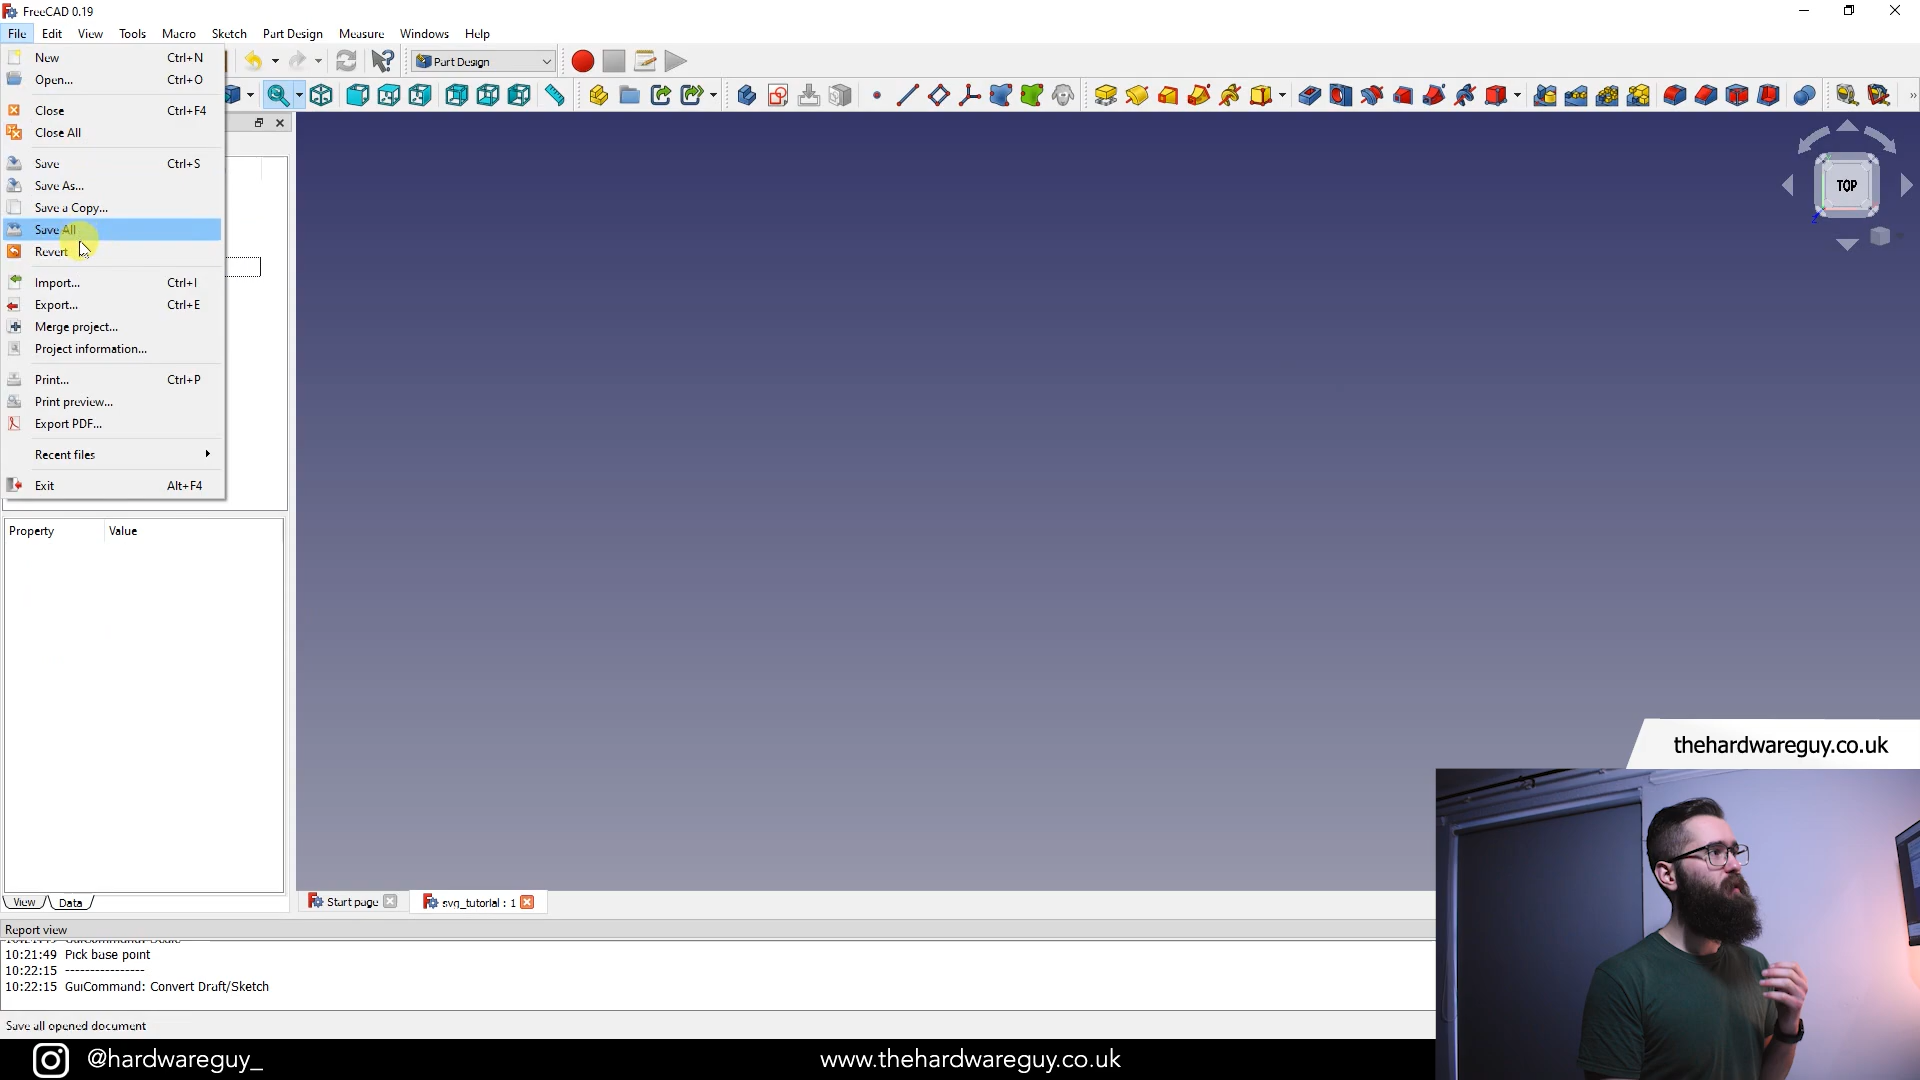 FreeCAD 0.19
File Edit View Tools Macro Sketch Part Design Measure Windows Help
New Ctrl+N
Open... Ctrl+O
Close Ctrl+F4
Close All
Save Ctrl+S
Save As...
Save a Copy...
Save All
Revert
Import... Ctrl+I
Export... Ctrl+E
Merge project...
Project information...
Print... Ctrl+P
Print preview...
Export PDF...
Recent files
Exit Alt+F4
Part Design
TOP
Property Value
View Data
Start page svg_tutorial : 1
Report view
10:21:49 Pick base point
10:22:15 ----------------
10:22:15 GuiCommand: Convert Draft/Sketch
Save all opened document
thehardwareguy.co.uk
@hardwareguy_
www.thehardwareguy.co.uk